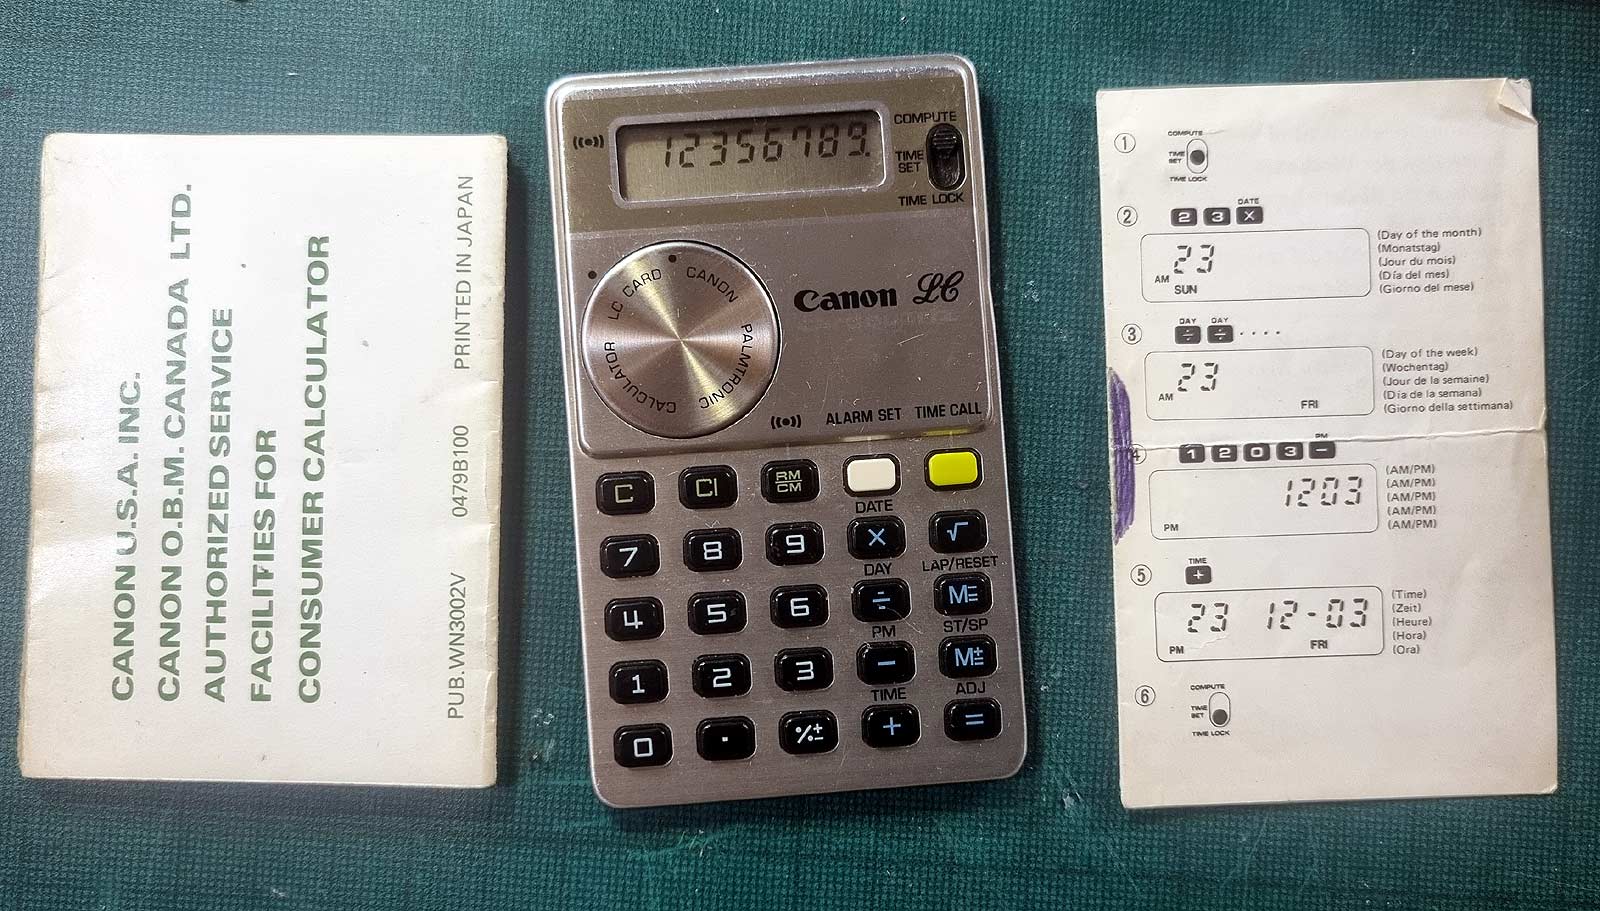 CANON U.S.A. INC.
CANON O.B.M. CANADA LTD.
AUTHORIZED SERVICE
FACILITIES FOR
CONSUMER CALCULATOR
PUB. WN3002V 0479B100 PRINTED IN JAPAN
12356789.
COMPUTE
TIME
SET
TIME LOCK
LC CARD CANON PALMTRONIC CALCULATOR
Canon LC
ALARM SET TIME CALL
C CI RM
CM
DATE
7 8 9 × √
DAY LAP/RESET
4 5 6 ÷ M=
PM ST/SP
1 2 3 − M±=
TIME ADJ
0 . %± + =
1
COMPUTE
TIME
SET
TIME LOCK
2
DATE
2 3 ×
23
AM
SUN
(Day of the month)
(Monatstag)
(Jour du mois)
(Día del mes)
(Giorno del mese)
3
DAY DAY
÷ ÷ ····
23
AM
FRI
(Day of the week)
(Wochentag)
(Jour de la semaine)
(Dia de la semana)
(Giorno della settimana)
4
PM
1 2 0 3 −
1203
PM
(AM/PM)
(AM/PM)
(AM/PM)
(AM/PM)
(AM/PM)
5
TIME
+
23 12-03
PM
FRI
(Time)
(Zeit)
(Heure)
(Hora)
(Ora)
6
COMPUTE
TIME
SET
TIME LOCK